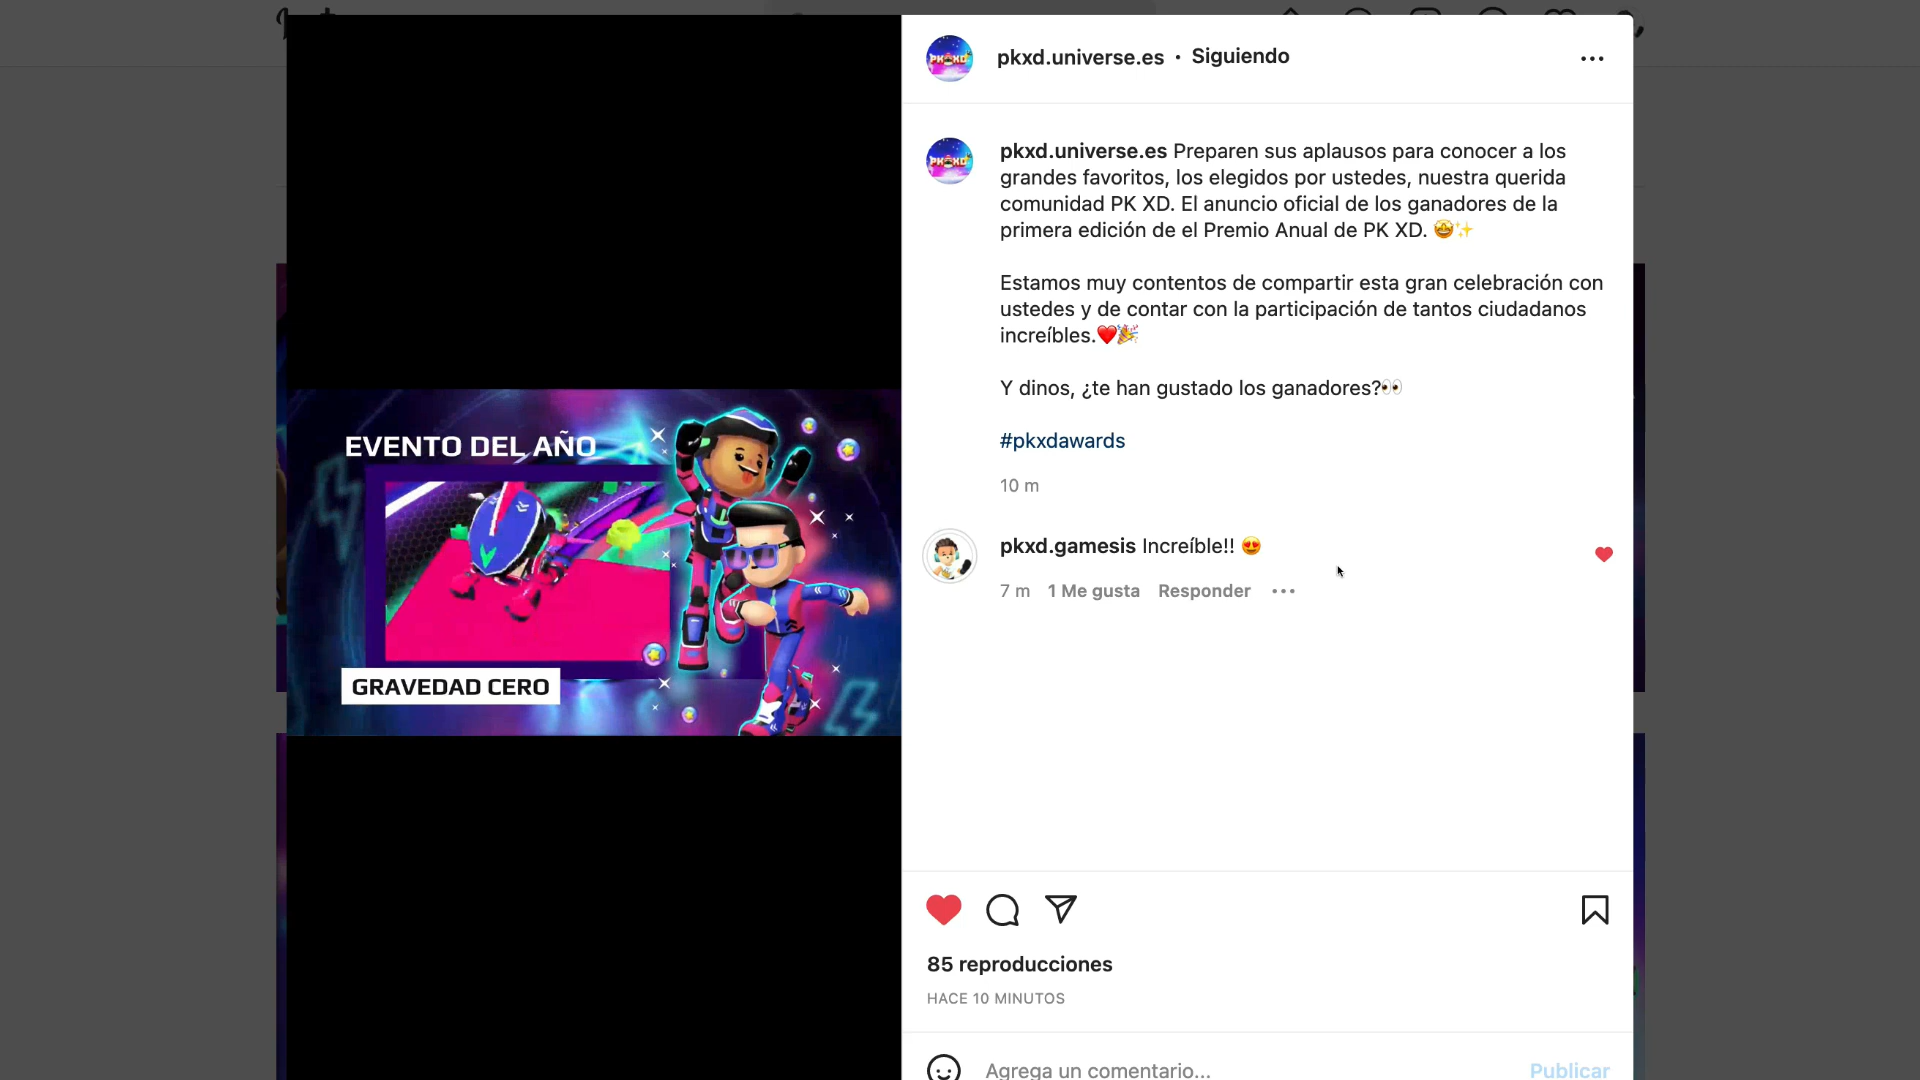 EVENTO DEL AÑO
GRAVEDAD CERO
pkxd.universe.es • Siguiendo
pkxd.universe.es Preparen sus aplausos para conocer a los
grandes favoritos, los elegidos por ustedes, nuestra querida
comunidad PK XD. El anuncio oficial de los ganadores de la
primera edición de el Premio Anual de PK XD. 🤩✨
Estamos muy contentos de compartir esta gran celebración con
ustedes y de contar con la participación de tantos ciudadanos
increíbles.❤️🎉
Y dinos, ¿te han gustado los ganadores?👀
#pkxdawards
10 m
pkxd.gamesis Increíble!! 😍
7 m 1 Me gusta Responder
85 reproducciones
HACE 10 MINUTOS
Agrega un comentario... Publicar